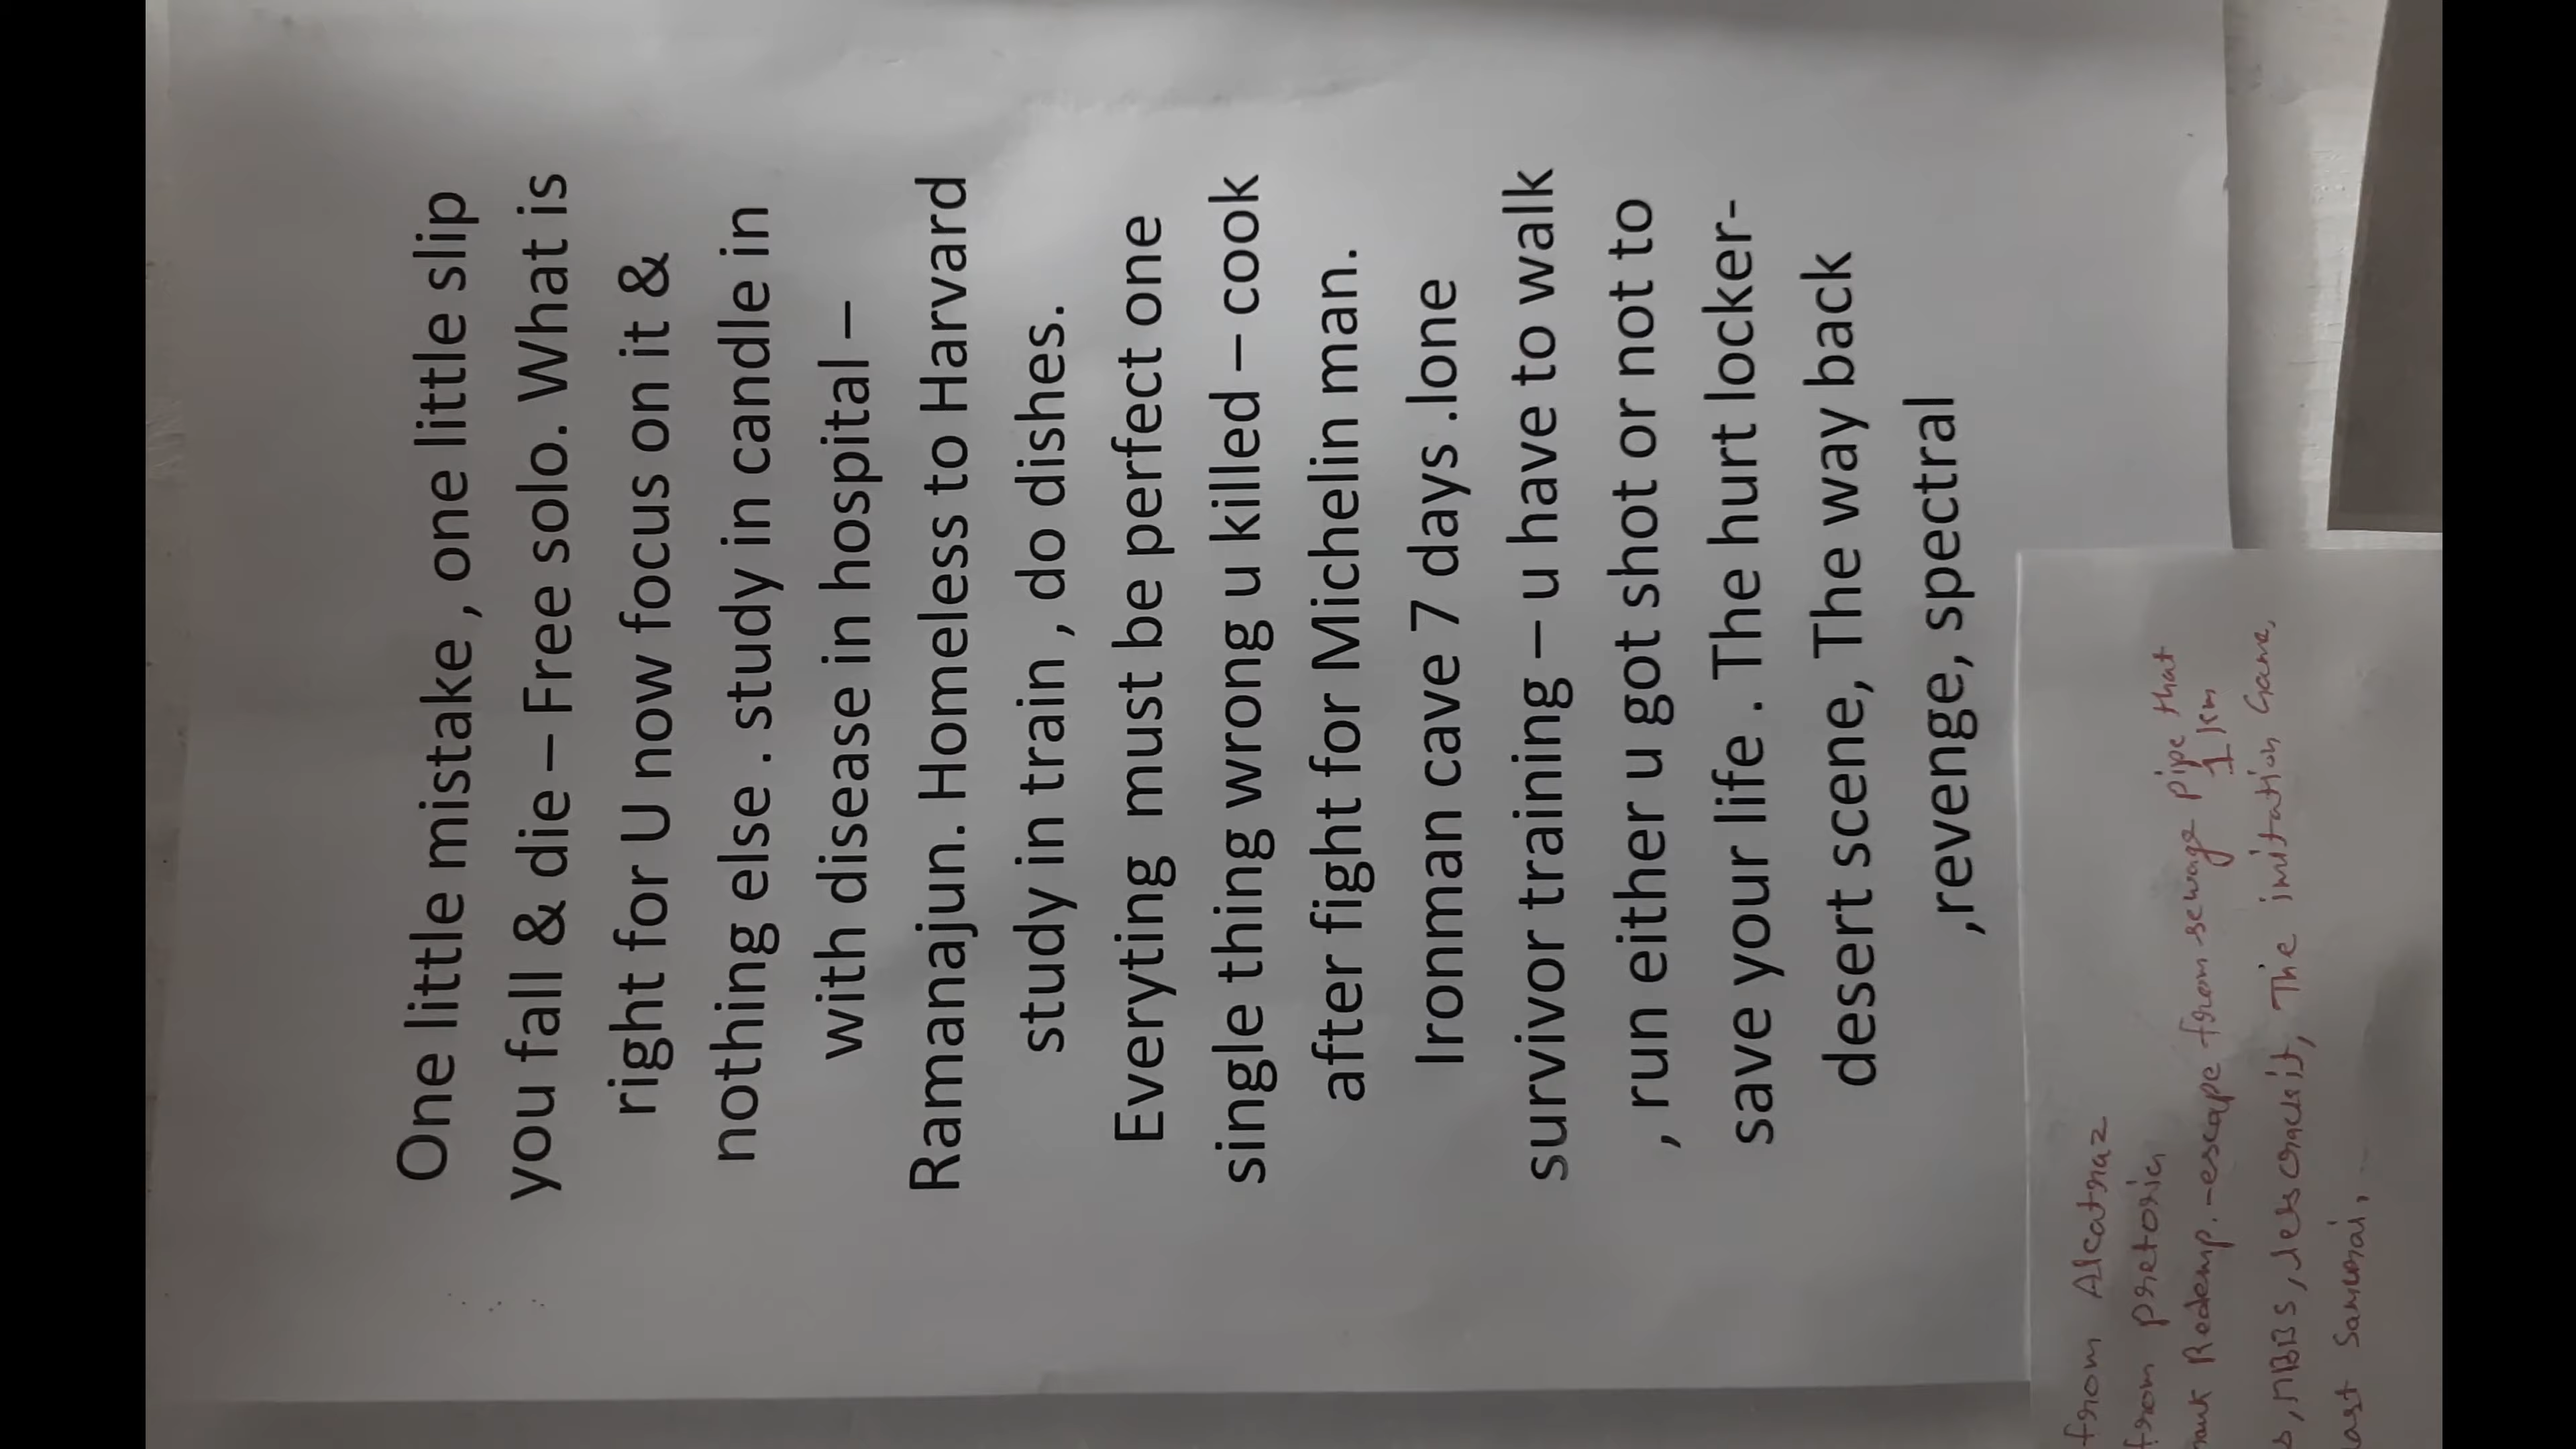 One little mistake , one little slip
you fall & die – Free solo. What is
right for U now focus on it &
nothing else . study in candle in
with disease in hospital –
Ramanajun. Homeless to Harvard
study in train , do dishes.
Everyting must be perfect one
single thing wrong u killed – cook
after fight for Michelin man.
Ironman cave 7 days .lone
survivor training – u have to walk
, run either u got shot or not to
save your life . The hurt locker-
desert scene, The way back
,revenge, spectral
from Alcatraz
from pretoria
Redemp. -escape from sewage pipe that
1 km
, MBBS, The imitation Game,
ast Samurai, ...